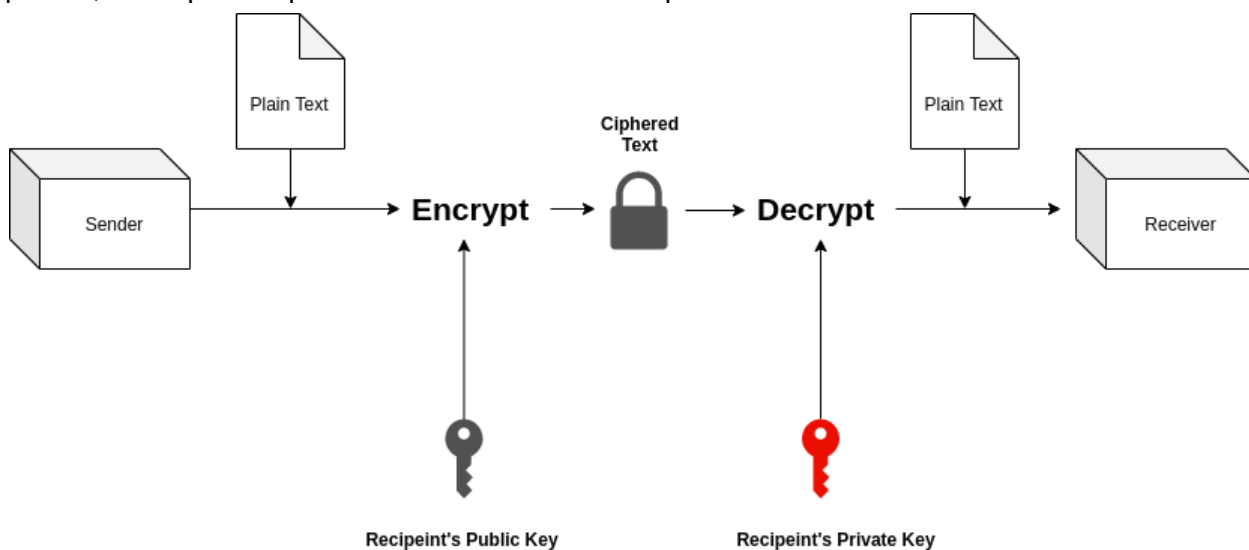 Plain Text
Plain Text
Ciphered
Text
Sender
Encrypt
Decrypt
Receiver
Recipeint's Public Key
Recipeint's Private Key